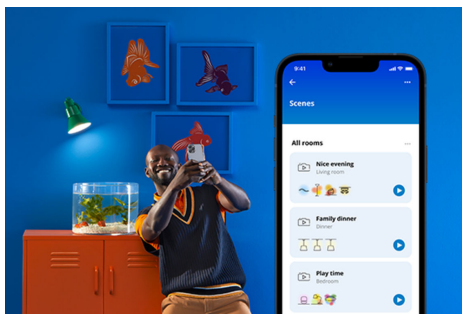 9:41
Scenes
All rooms
Nice evening
Living room
Family dinner
Dinner
Play time
Bedroom